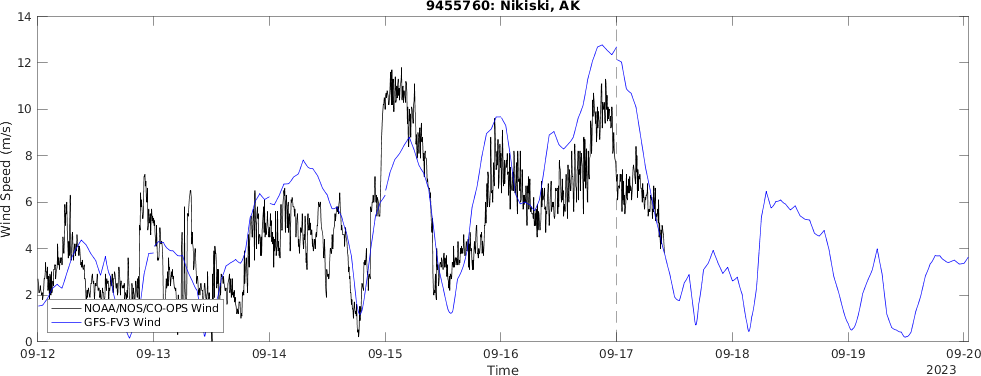 9455760: Nikiski, AK
14
12
10
8
6
4
2
0
Wind Speed (m/s)
NOAA/NOS/CO-OPS Wind
GFS-FV3 Wind
09-12 09-13 09-14 09-15 09-16 09-17 09-18 09-19 09-20
Time
2023